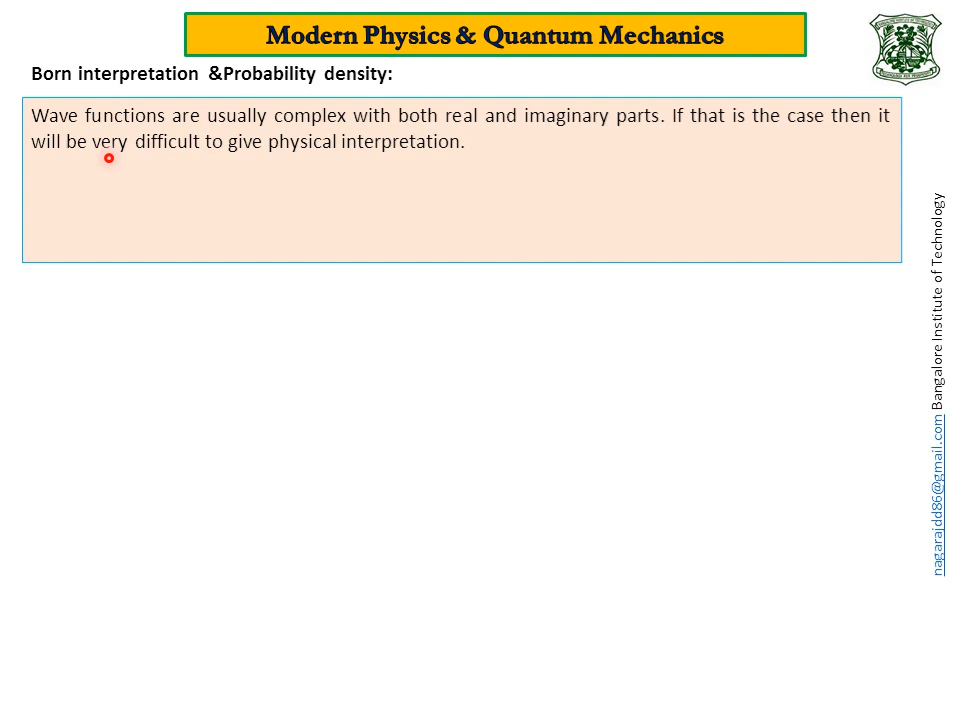 Modern Physics & Quantum Mechanics
Born interpretation &Probability density:
Wave functions are usually complex with both real and imaginary parts. If that is the case then it
will be very difficult to give physical interpretation.
nagarajdd86@gmail.com Bangalore Institute of Technology